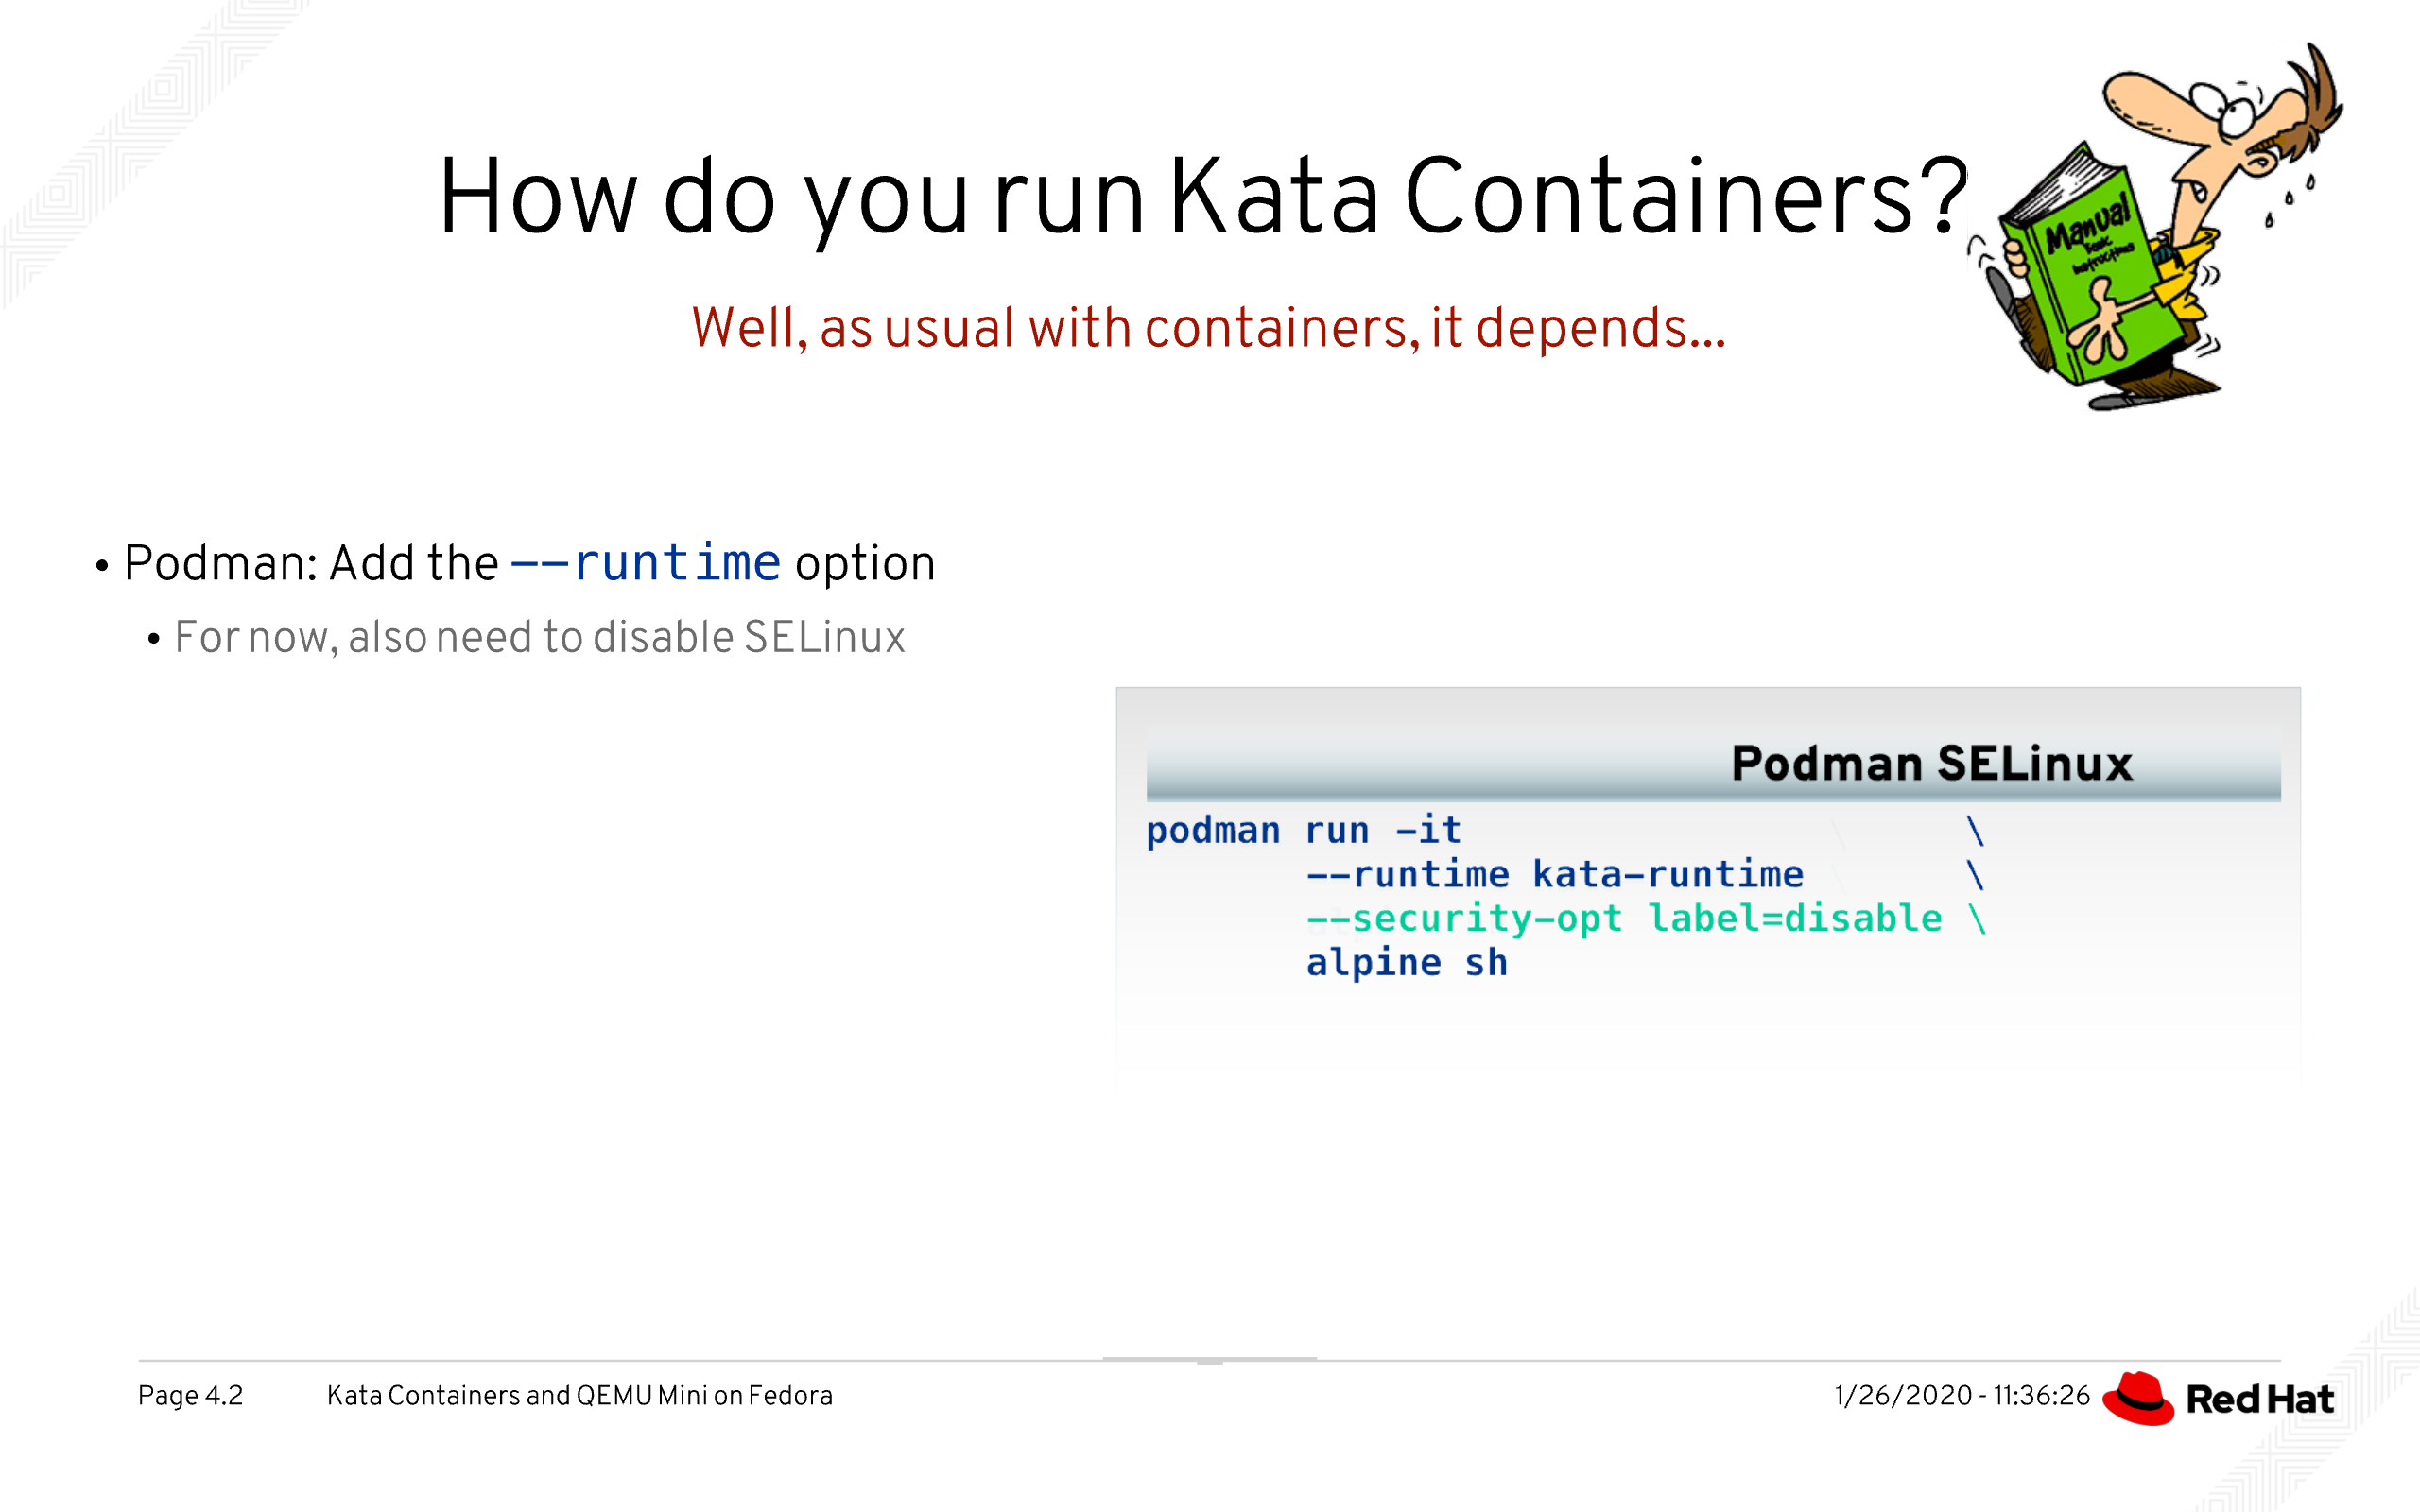 How do you run Kata Containers?
Well, as usual with containers, it depends...
Manual
Basic
Instructions
• Podman: Add the --runtime option
• For now, also need to disable SELinux
Podman SELinux
podman run -it \
--runtime kata-runtime \
--security-opt label=disable \
alpine sh
Page 4.2 Kata Containers and QEMU Mini on Fedora 1/26/2020 - 11:36:26 Red Hat